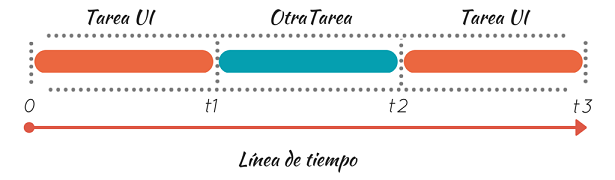 Tarea UI OtraTarea Tarea UI
0 t1 t2 t3
Línea de tiempo